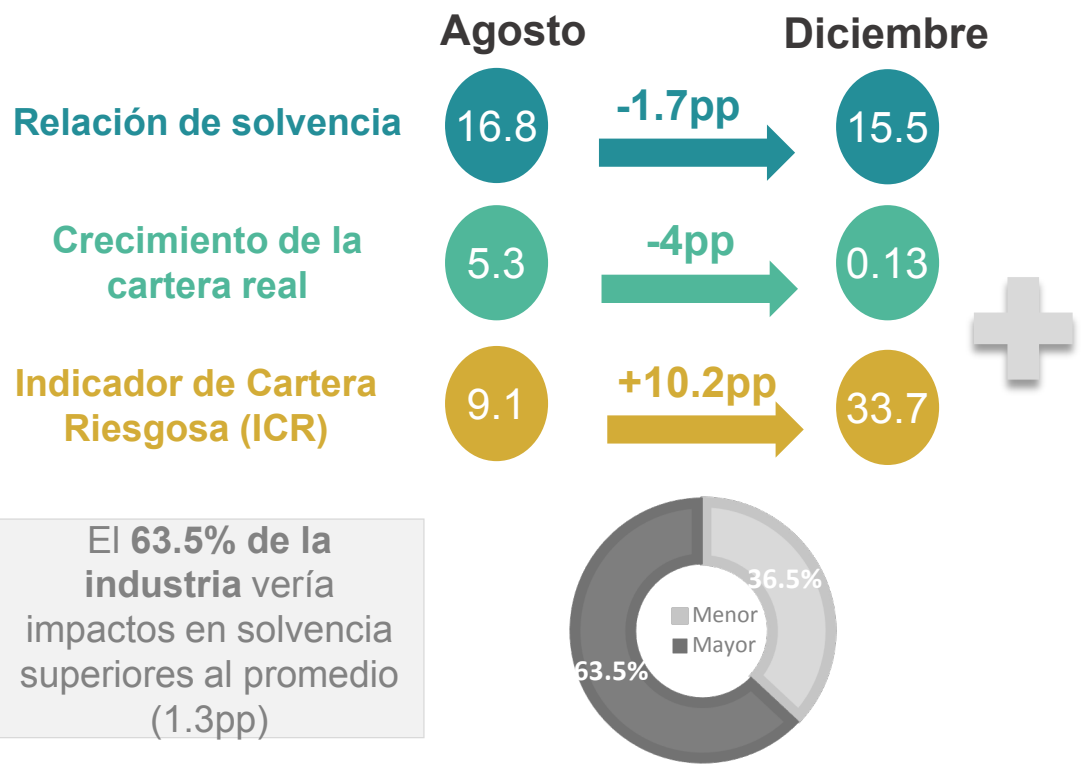 Agosto
Diciembre
Relación de solvencia
16.8
-1.7pp
15.5
Crecimiento de la
cartera real
5.3
-4pp
0.13
Indicador de Cartera
Riesgosa (ICR)
9.1
+10.2pp
33.7
El 63.5% de la
industria vería
impactos en solvencia
superiores al promedio
(1.3pp)
36.5%
Menor
Mayor
63.5%